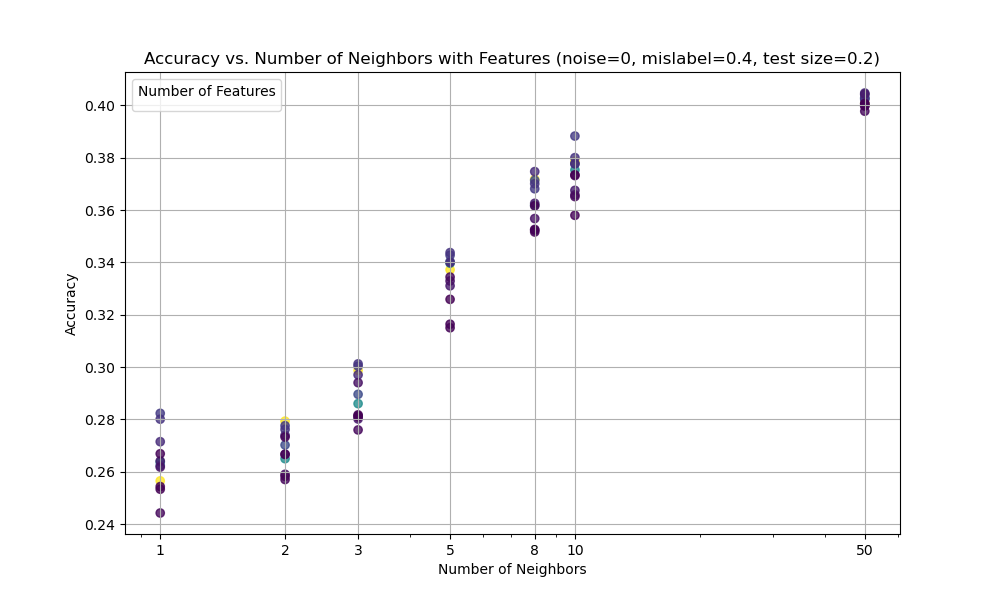 Accuracy vs. Number of Neighbors with Features (noise=0, mislabel=0.4, test size=0.2)
Number of Features
0.40
0.38
0.36
0.34
0.32
0.30
0.28
0.26
0.24
Accuracy
1 2 3 5 8 10 50
Number of Neighbors